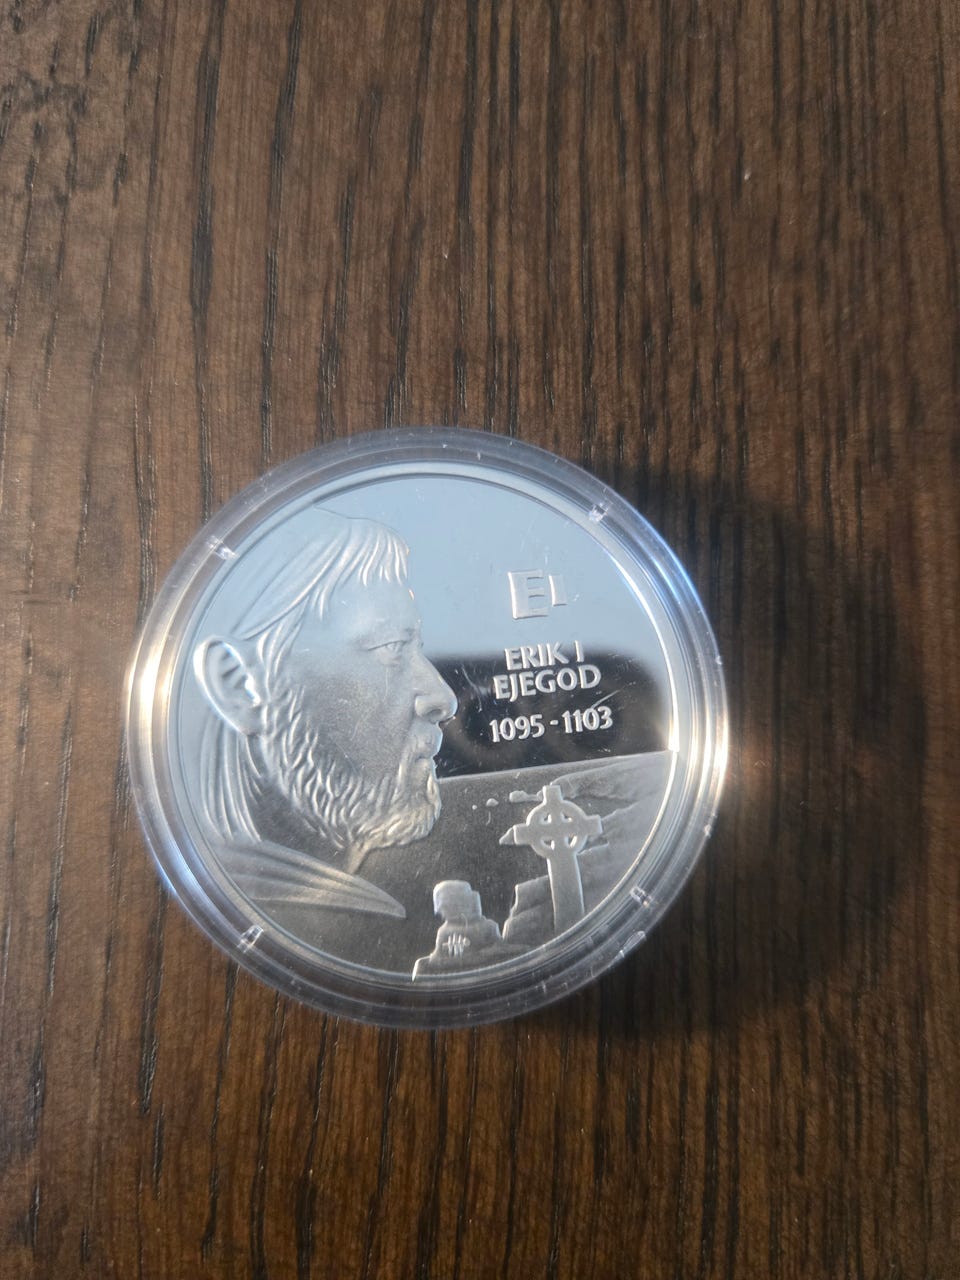 EI
ERIK I
EJEGOD
1095-1103